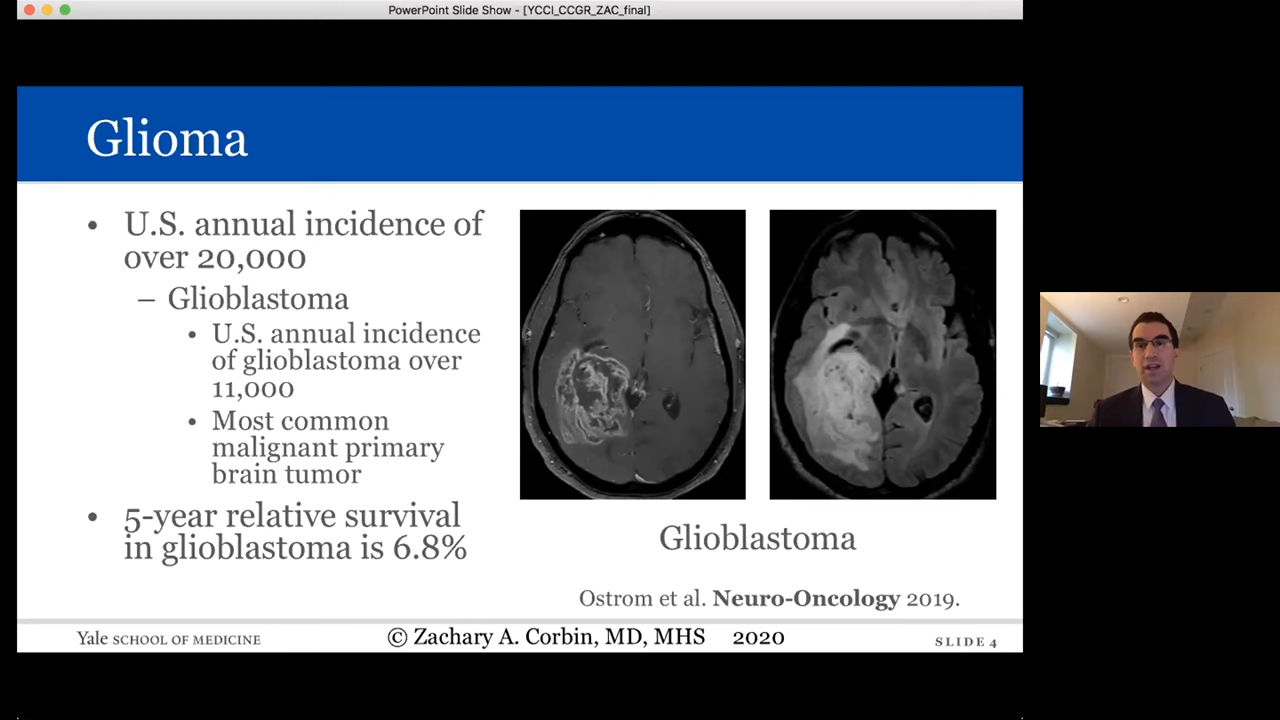 PowerPoint Slide Show - [YCCI_CCGR_ZAC_final]
Glioma
• U.S. annual incidence of
over 20,000
– Glioblastoma
• U.S. annual incidence
of glioblastoma over
11,000
• Most common
malignant primary
brain tumor
• 5-year relative survival
in glioblastoma is 6.8%
Glioblastoma
Ostrom et al. Neuro-Oncology 2019.
Yale SCHOOL OF MEDICINE
© Zachary A. Corbin, MD, MHS 2020
SLIDE 4